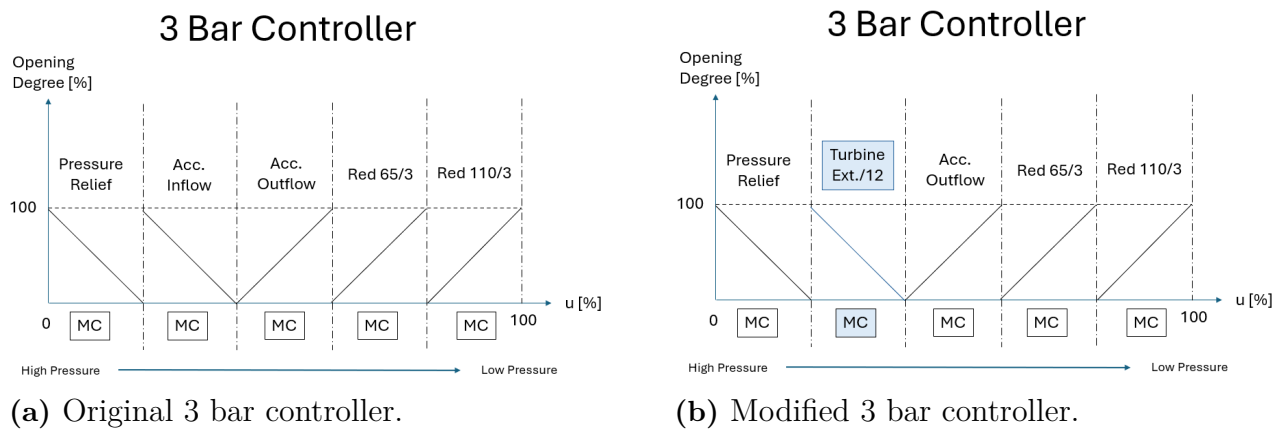 3 Bar Controller
Opening
Degree [%]
Pressure
Relief
Acc.
Inflow
Acc.
Outflow
Red 65/3
Red 110/3
100
u [%]
0
MC
MC
MC
MC
MC
100
High Pressure
Low Pressure
(a) Original 3 bar controller.
3 Bar Controller
Opening
Degree [%]
Pressure
Relief
Turbine
Ext./12
Acc.
Outflow
Red 65/3
Red 110/3
100
u [%]
0
MC
MC
MC
MC
MC
100
High Pressure
Low Pressure
(b) Modified 3 bar controller.